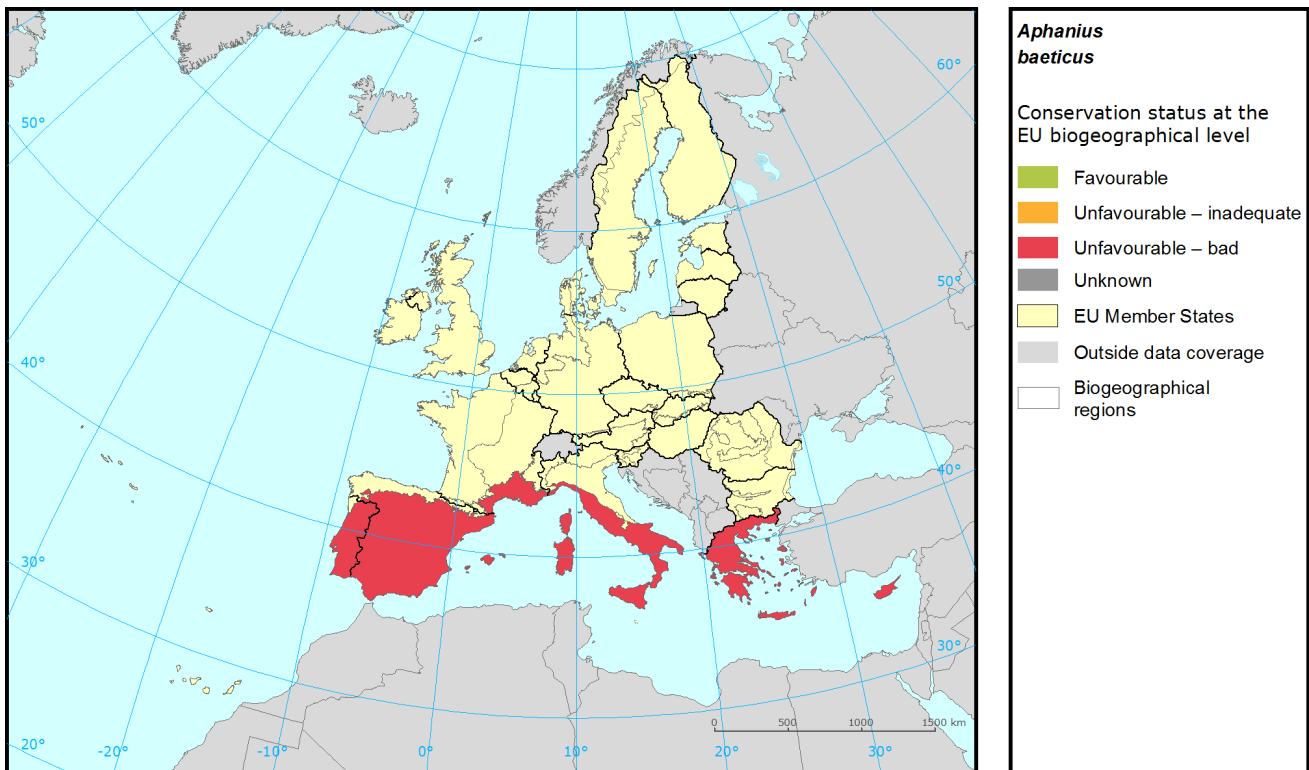 60°
50°
50°
40°
40°
30°
30°
20°
-20°
-10°
0°
10°
20°
30°
0 500 1000 1500 km
Aphanius
baeticus
Conservation status at the
EU biogeographical level
Favourable
Unfavourable – inadequate
Unfavourable – bad
Unknown
EU Member States
Outside data coverage
Biogeographical
regions